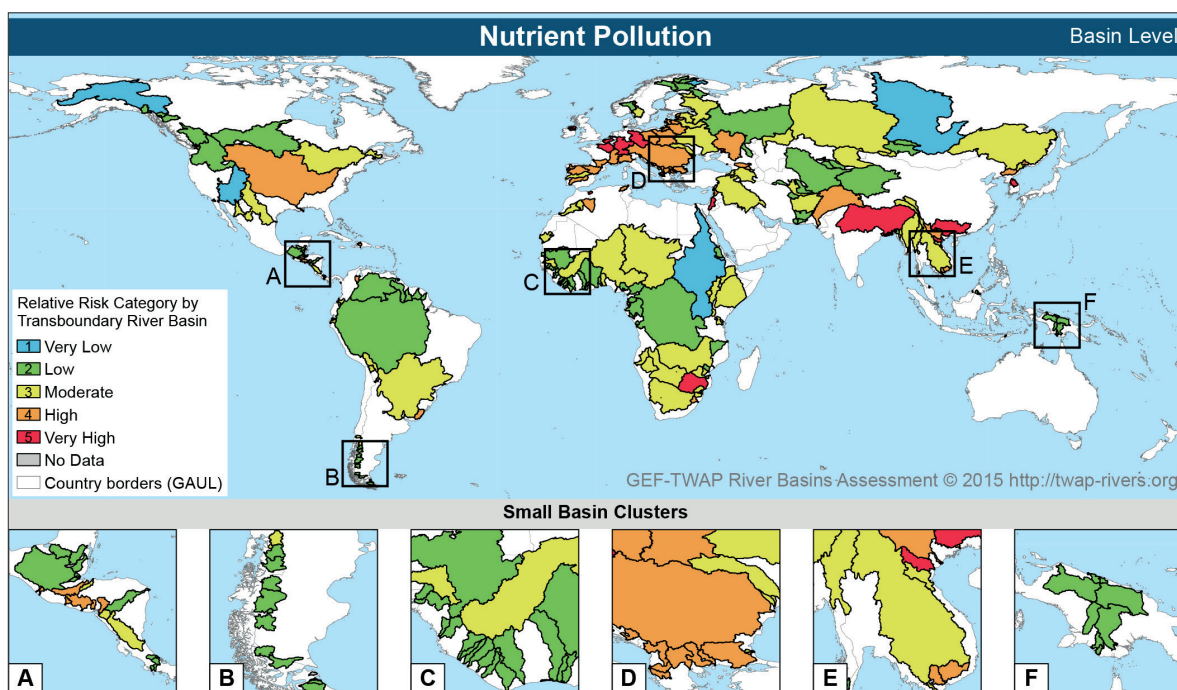 Nutrient Pollution
Basin Level
A
B
C
D
E
F
Relative Risk Category by
Transboundary River Basin
1 Very Low
2 Low
3 Moderate
4 High
5 Very High
No Data
Country borders (GAUL)
GEF-TWAP River Basins Assessment © 2015 http://twap-rivers.org
Small Basin Clusters
A
B
C
D
E
F